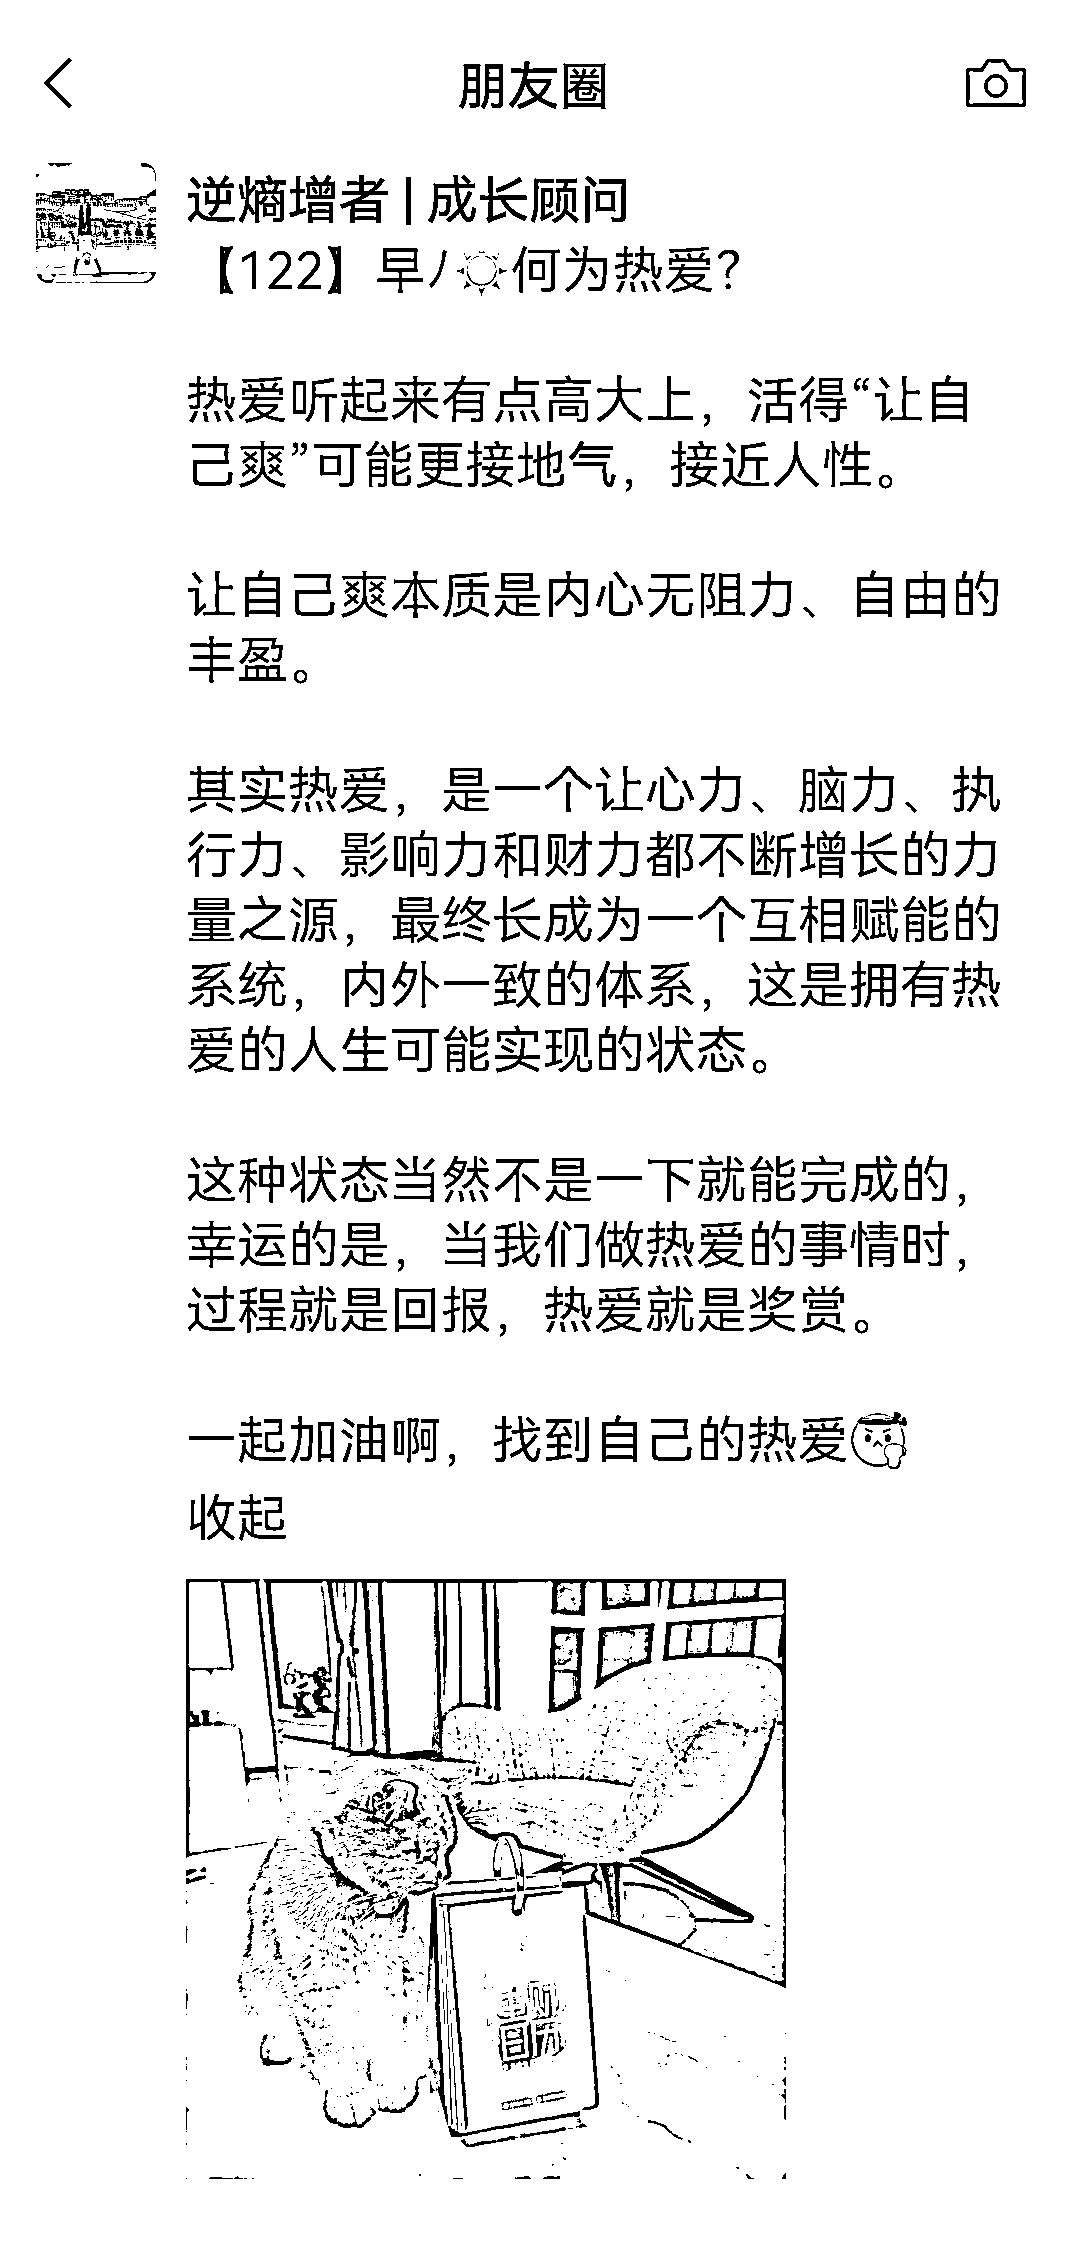 朋友圈
逆熵增者 | 成长顾问
【122】早/☀何为热爱？
热爱听起来有点高大上，活得“让自
己爽”可能更接地气，接近人性。
让自己爽本质是内心无阻力、自由的
丰盈。
其实热爱，是一个让心力、脑力、执
行力、影响力和财力都不断增长的力
量之源，最终长成为一个互相赋能的
系统，内外一致的体系，这是拥有热
爱的人生可能实现的状态。
这种状态当然不是一下就能完成的，
幸运的是，当我们做热爱的事情时，
过程就是回报，热爱就是奖赏。
一起加油啊，找到自己的热爱
收起